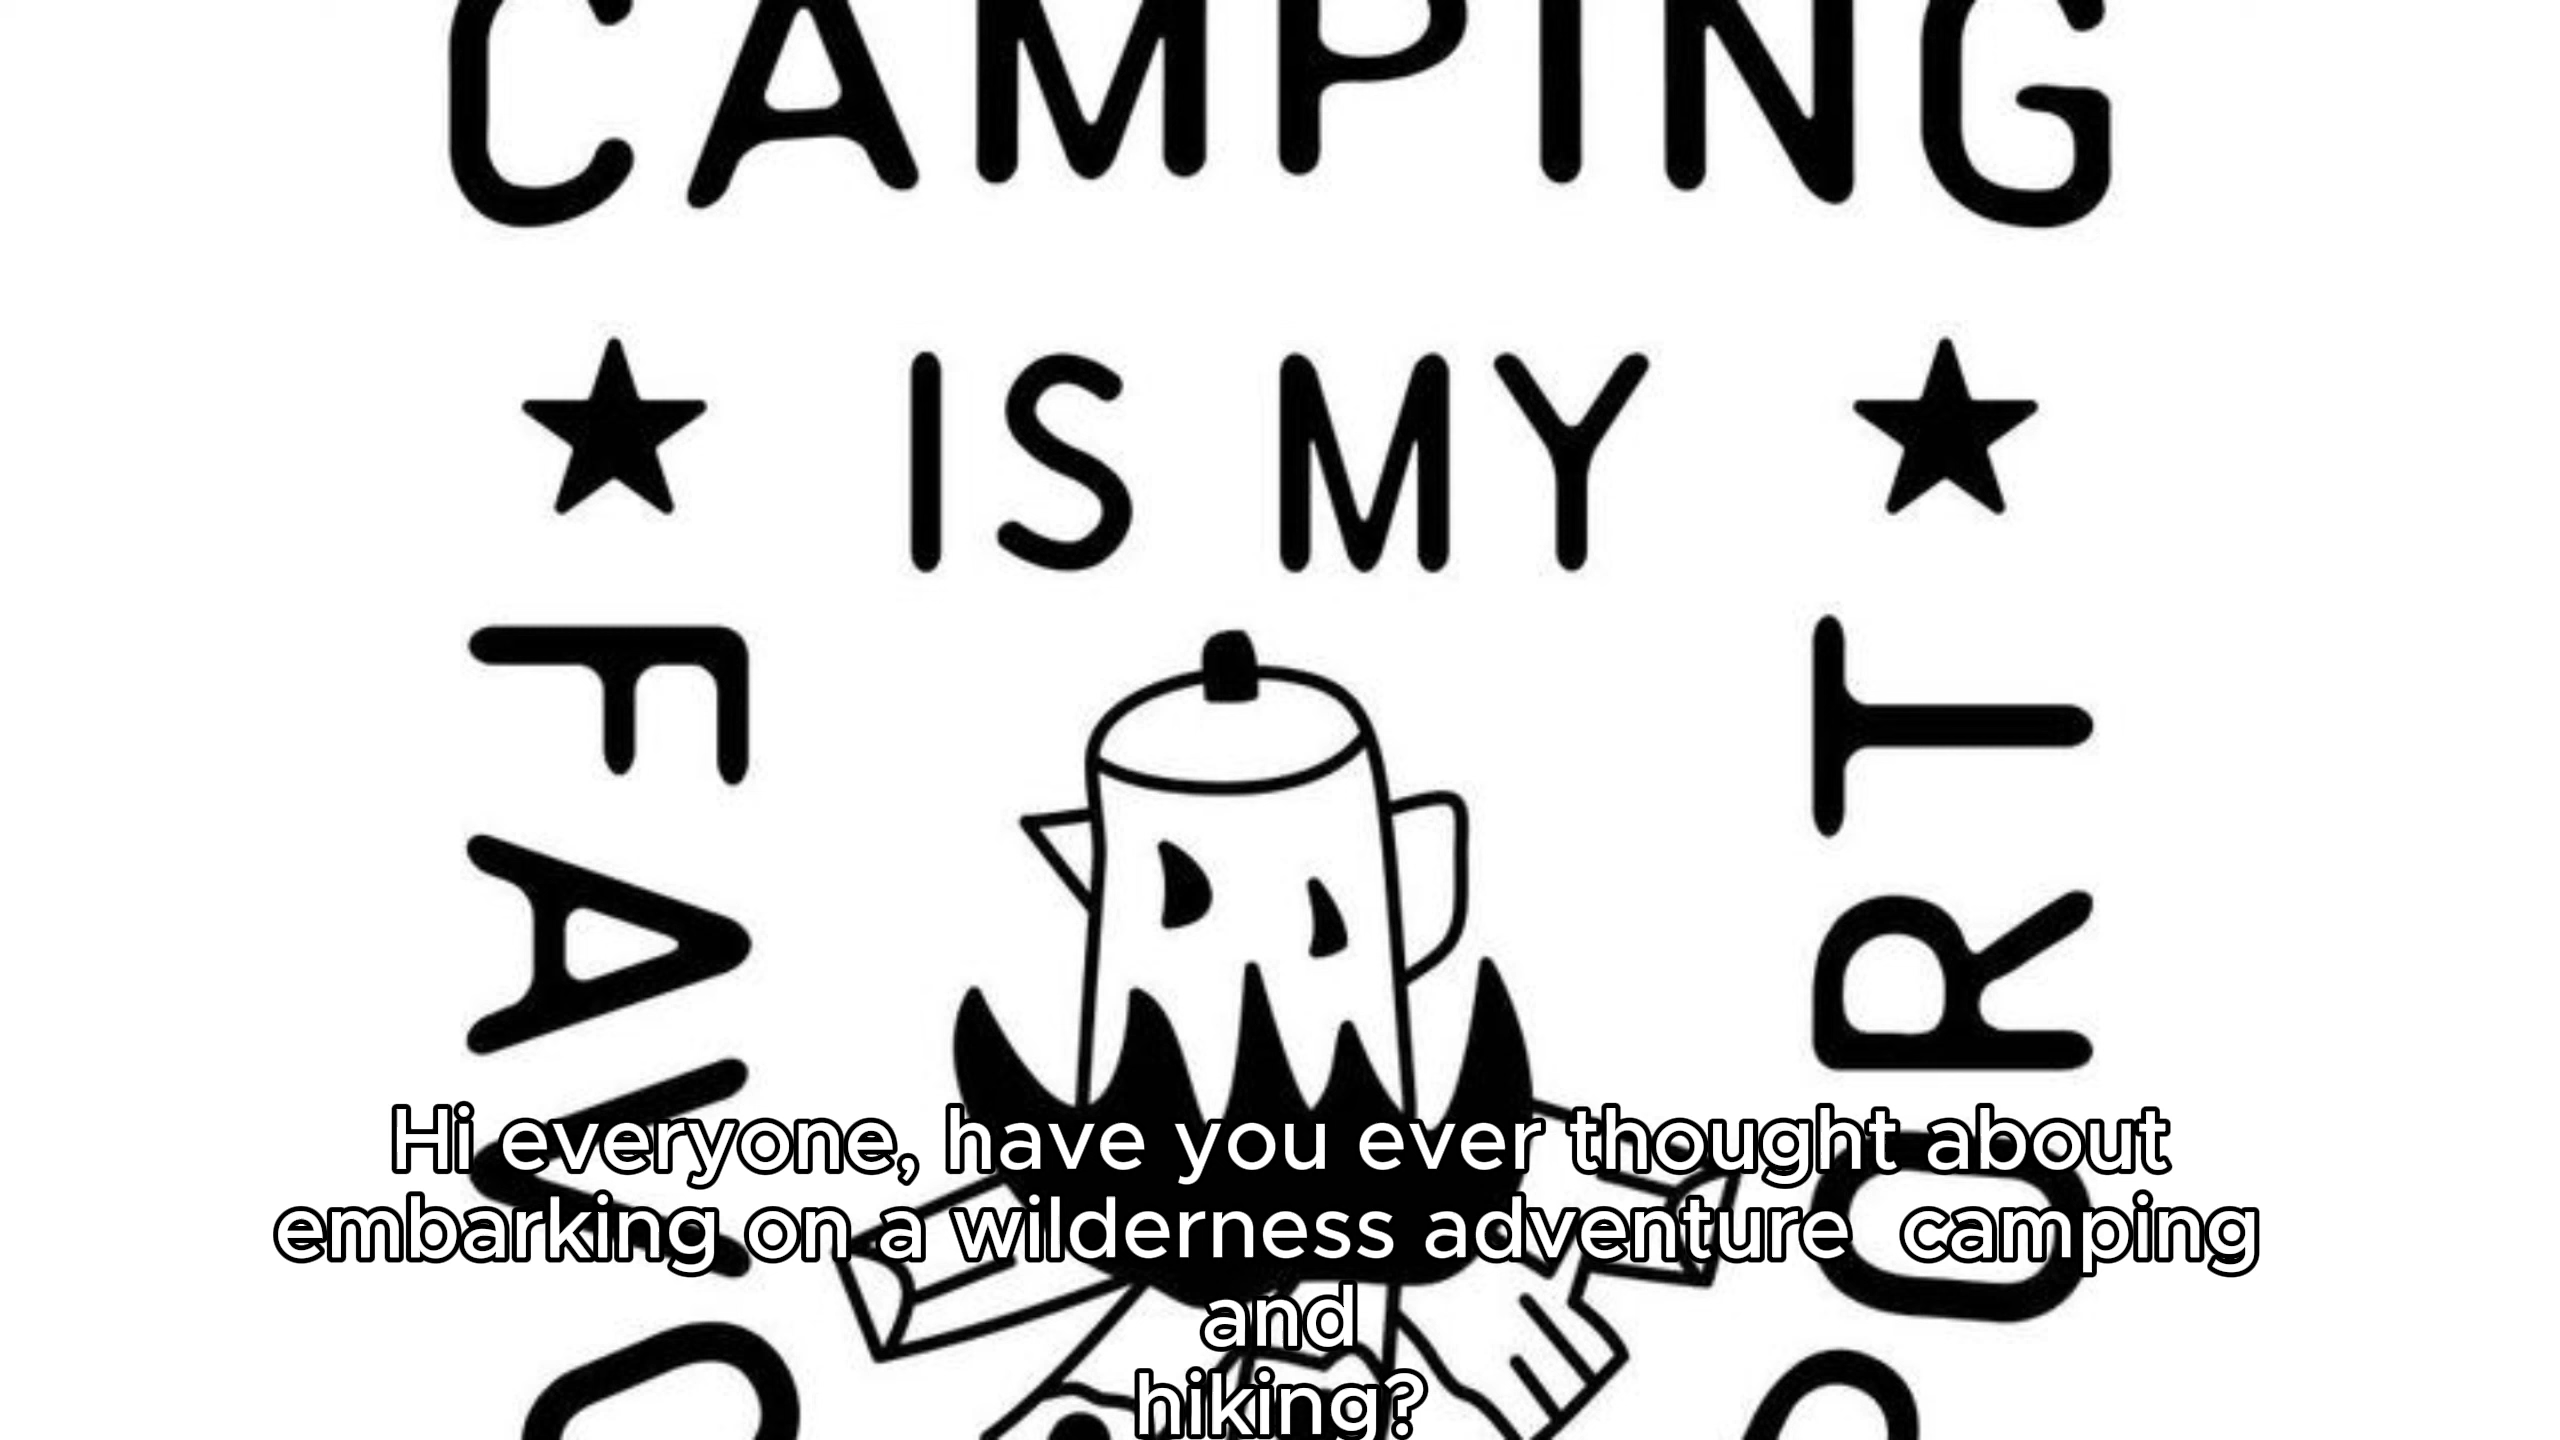 CAMPING
IS MY
Hi everyone, have you ever thought about
embarking on a wilderness adventure  camping
and
hiking?